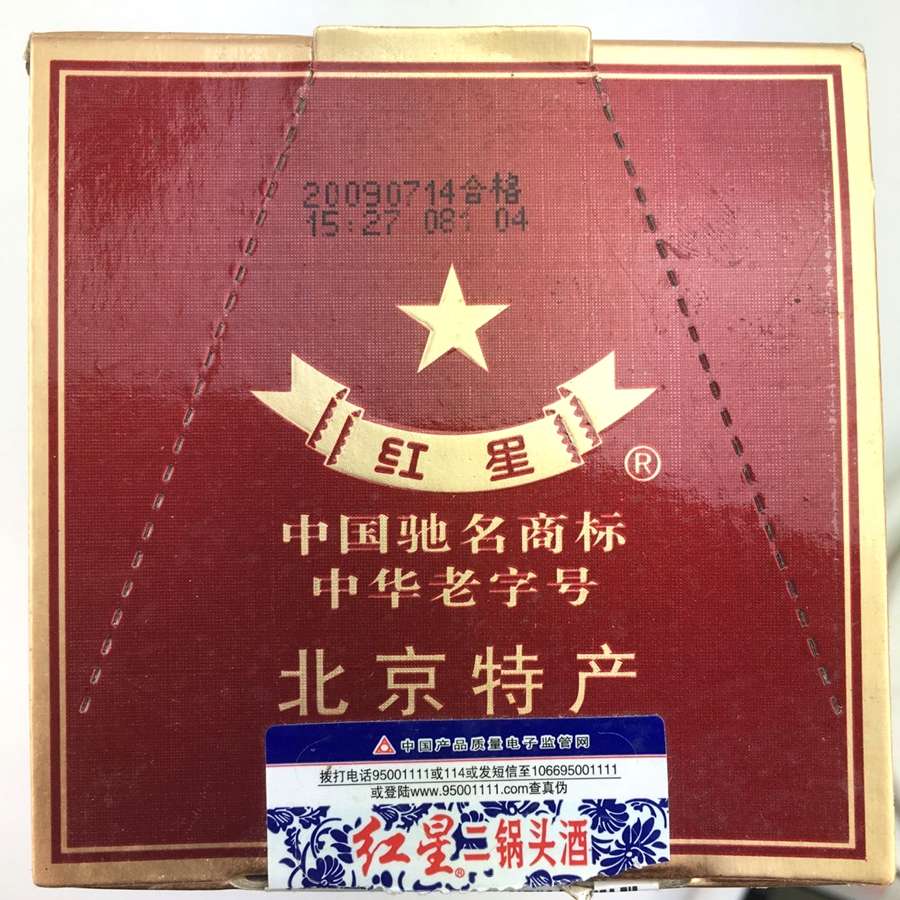 20090714合格
15:27 081 04
红星
®
中国驰名商标
中华老字号
北京特产
中国产品质量电子监管网
拨打电话95001111或114或发短信至106695001111
或登陆www.95001111.com查真伪
红星®二锅头酒